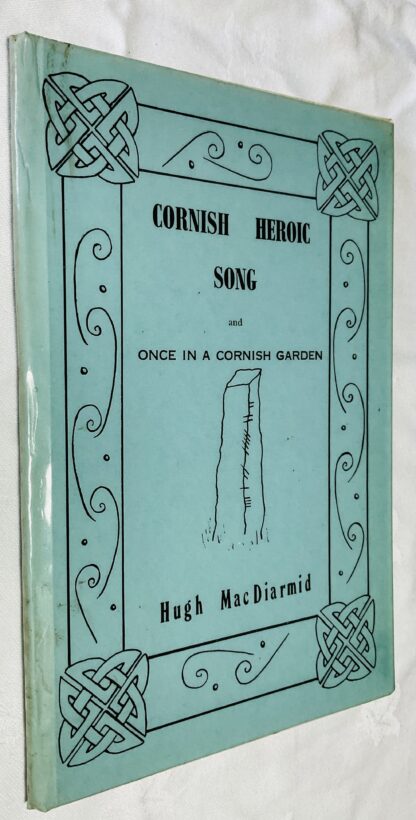 CORNISH HEROIC
SONG
and
ONCE IN A CORNISH GARDEN
Hugh MacDiarmid